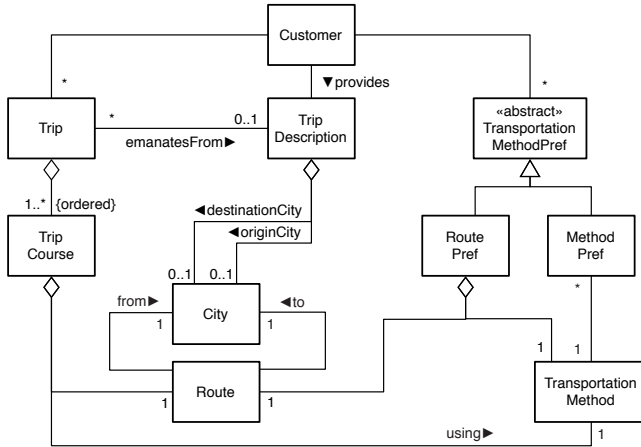 Customer
▼provides
*
*
Trip
*
0..1
emanatesFrom►
Trip
Description
«abstract»
Transportation
MethodPref
1..* {ordered}
◄destinationCity
◄originCity
Trip
Course
Route
Pref
Method
Pref
0..1
0..1
from►
◄to
*
1
City
1
1
1
1
Route
1
1
Transportation
Method
using►
1